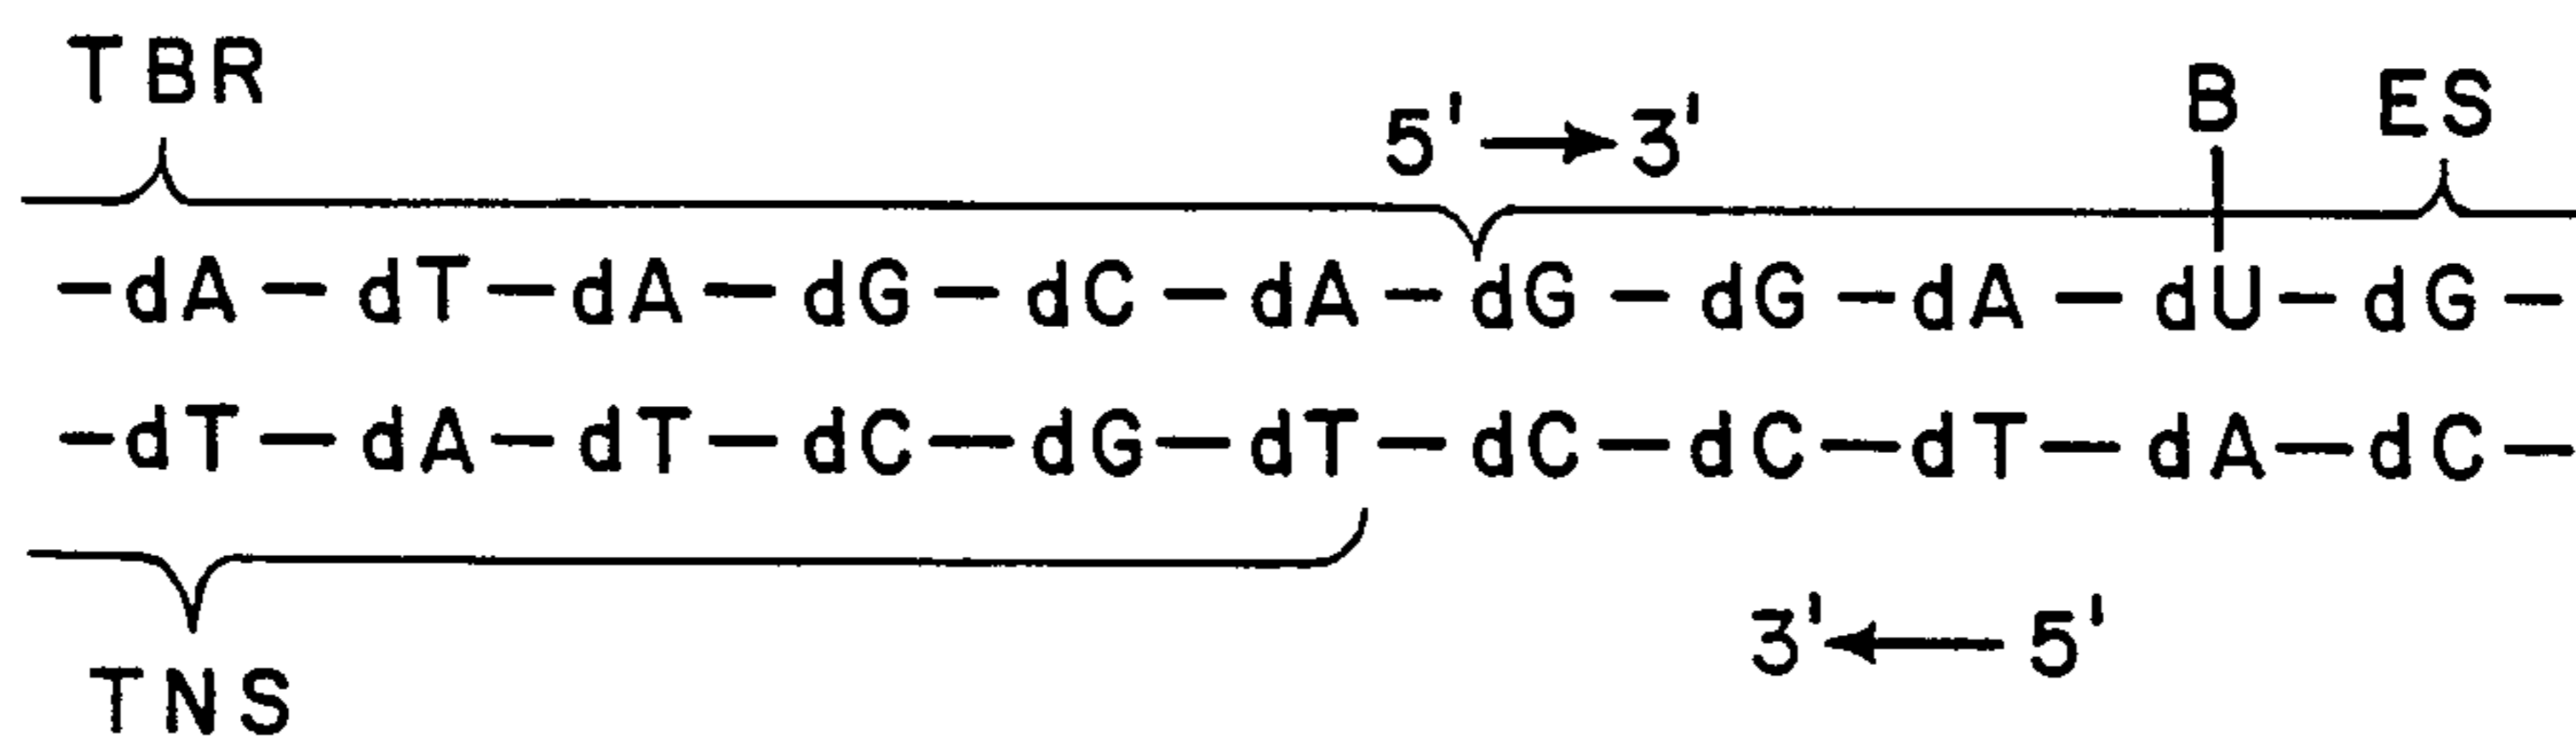 TBR
5' → 3'
B
ES
-dA-dT-dA-dG-dC-dA-dG-dG-dA-dU-dG-
-dT-dA-dT-dC-dG-dT-dC-dC-dT-dA-dC-
3' ← 5'
TNS